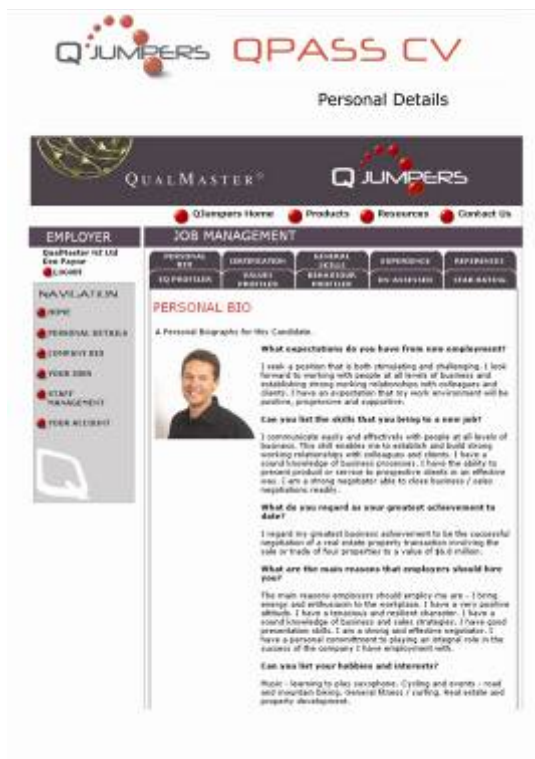 Q JUMPERS QPASS CV
Personal Details
QUALMASTER® Q JUMPERS
QJumpers Home Products Resources Contact Us
EMPLOYER JOB MANAGEMENT
QualMaster NZ Ltd
LOGOUT
PERSONAL BIO CERTIFICATION GENERAL SKILLS EXPERIENCE REFERENCES
EQ PROFILER VALUES PROFILER BEHAVIOUR PROFILER STAR RATING
NAVIGATION
HOME
PERSONAL DETAILS
COMPANY BIO
YOUR JOBS
STAFF
MANAGEMENT
YOUR ACCOUNT
PERSONAL BIO
A Personal Biography for this Candidate.
What expectations do you have from new employment?
I seek a position that is both stimulating and challenging. I look
forward to working with people at all levels of business and
establishing strong working relationships with colleagues and
clients. I have an expectation that my work environment will be
positive, progressive and supportive.
Can you list the skills that you bring to a new job?
I communicate easily and effectively with people at all levels of
business. This skill enables me to establish and build strong
working relationships with colleagues and clients. I have a
sound knowledge of business processes. I have the ability to
present product or service to prospective clients in an effective
way. I am a strong negotiator able to close business / sales
negotiations readily.
What do you regard as your greatest achievement to
date?
I regard my greatest business achievement to be the successful
negotiation of a real estate property transaction involving the
sale or trade of four properties to a value of $6.0 million.
What are the main reasons that employers should hire
you?
The main reasons employers should employ me are - I bring
energy and enthusiasm to the workplace. I have a very positive
attitude. I have a tenacious and resilient character. I have a
sound knowledge of business and sales strategies. I have good
presentation skills. I am a strong and effective negotiator. I
have a personal committment to playing an integral role in the
success of the company I have employment with.
Can you list your hobbies and interests?
Music - learning to play saxophone. Cycling and events - road
and mountain biking. General fitness / surfing. Real estate and
property development.